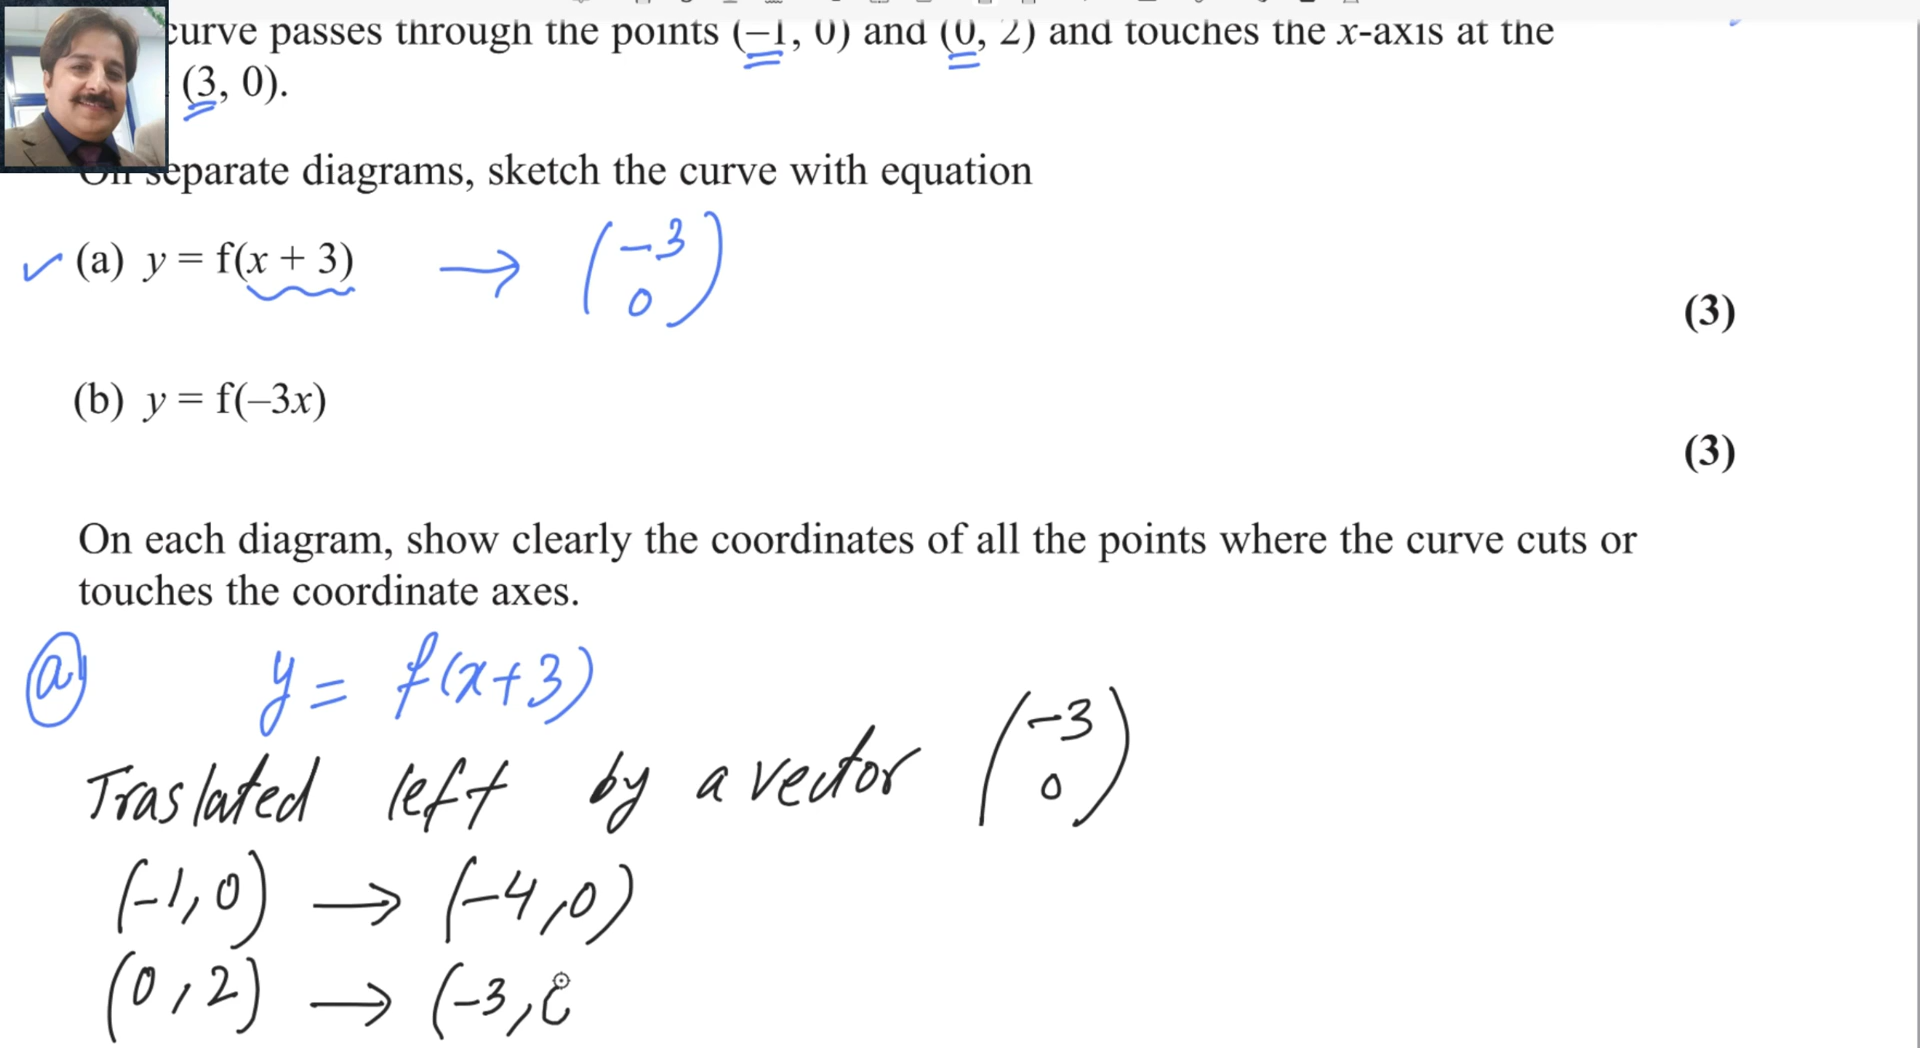 curve passes through the points (−1, 0) and (0, 2) and touches the x-axis at the
(3, 0).
On separate diagrams, sketch the curve with equation
(a) y = f(x + 3) → (−3 0)
(3)
(b) y = f(–3x)
(3)
On each diagram, show clearly the coordinates of all the points where the curve cuts or
touches the coordinate axes.
(a) y = f(x+3)
Traslated left by a vector (−3 0)
(−1,0) → (−4,0)
(0,2) → (−3,